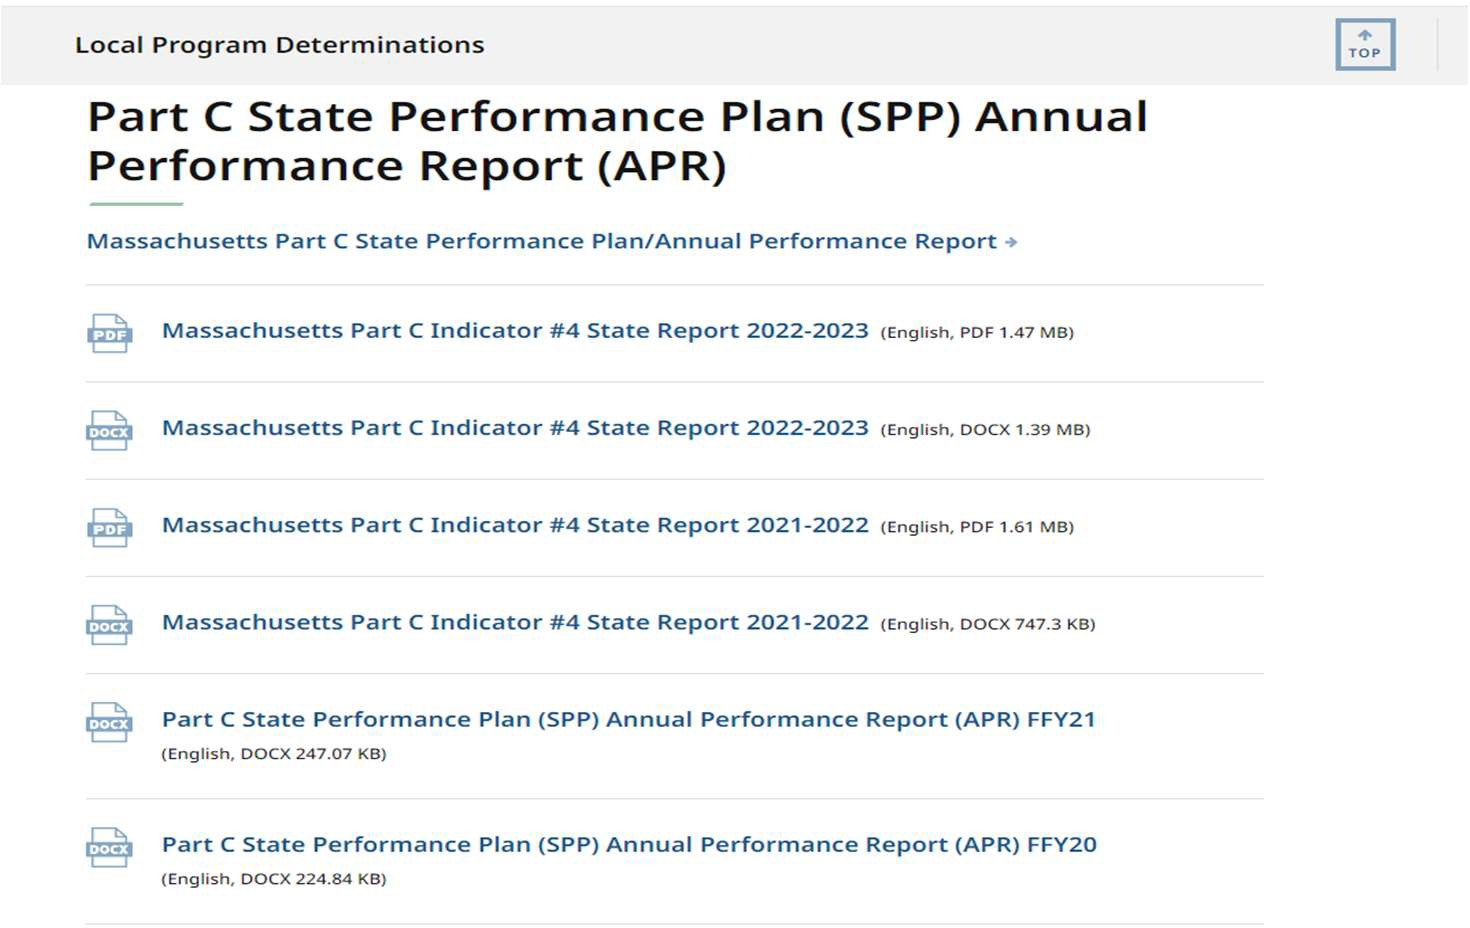 Local Program Determinations
TOP
Part C State Performance Plan (SPP) Annual
Performance Report (APR)
Massachusetts Part C State Performance Plan/Annual Performance Report
PDF
Massachusetts Part C Indicator #4 State Report 2022-2023 (English, PDF 1.47 MB)
DOCX
Massachusetts Part C Indicator #4 State Report 2022-2023 (English, DOCX 1.39 MB)
PDF
Massachusetts Part C Indicator #4 State Report 2021-2022 (English, PDF 1.61 MB)
DOCX
Massachusetts Part C Indicator #4 State Report 2021-2022 (English, DOCX 747.3 KB)
DOCX
Part C State Performance Plan (SPP) Annual Performance Report (APR) FFY21
(English, DOCX 247.07 KB)
DOCX
Part C State Performance Plan (SPP) Annual Performance Report (APR) FFY20
(English, DOCX 224.84 KB)